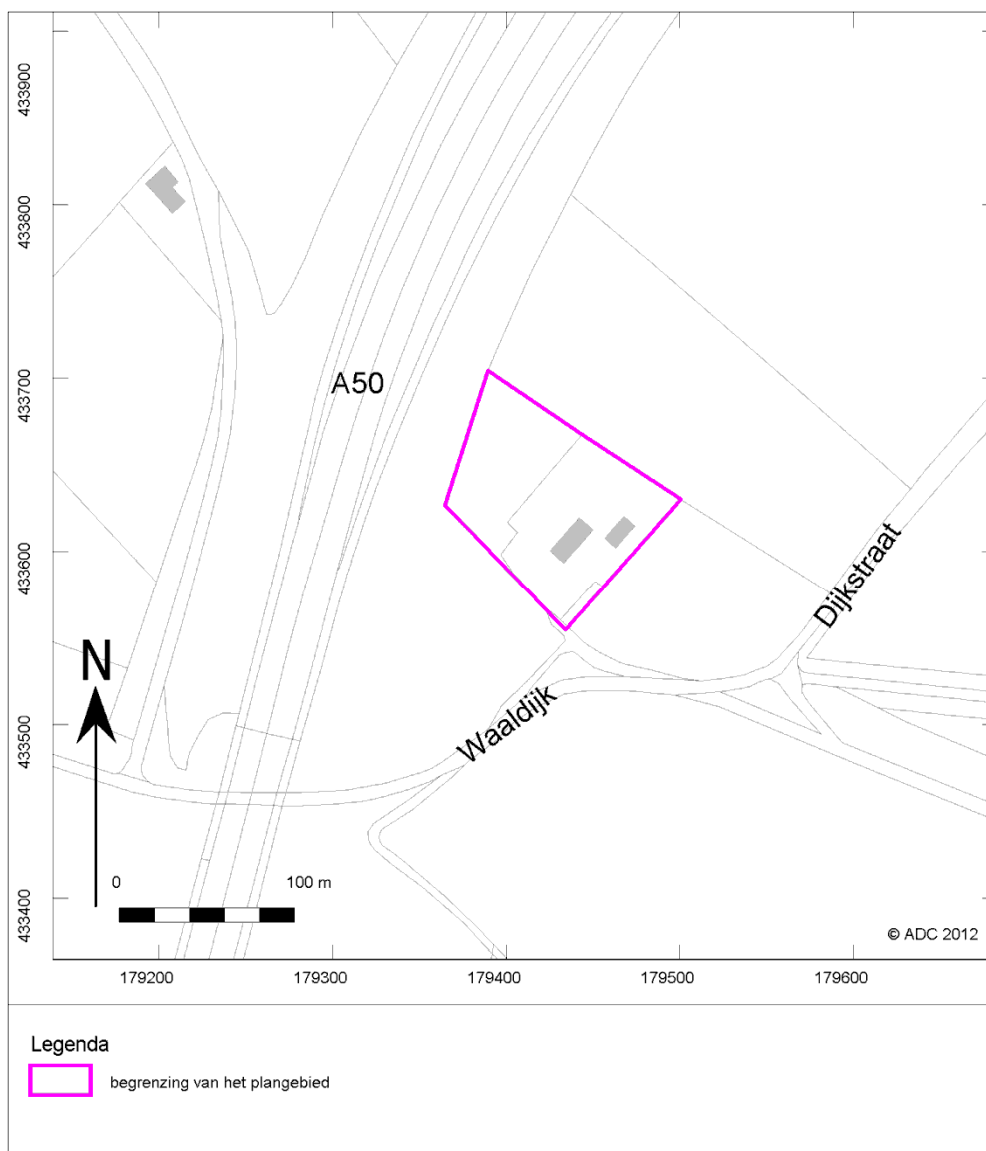 433900
433800
433700
433600
433500
433400
A50
Dijkstraat
Waaldijk
N
0 100 m
© ADC 2012
179200 179300 179400 179500 179600
Legenda
begrenzing van het plangebied